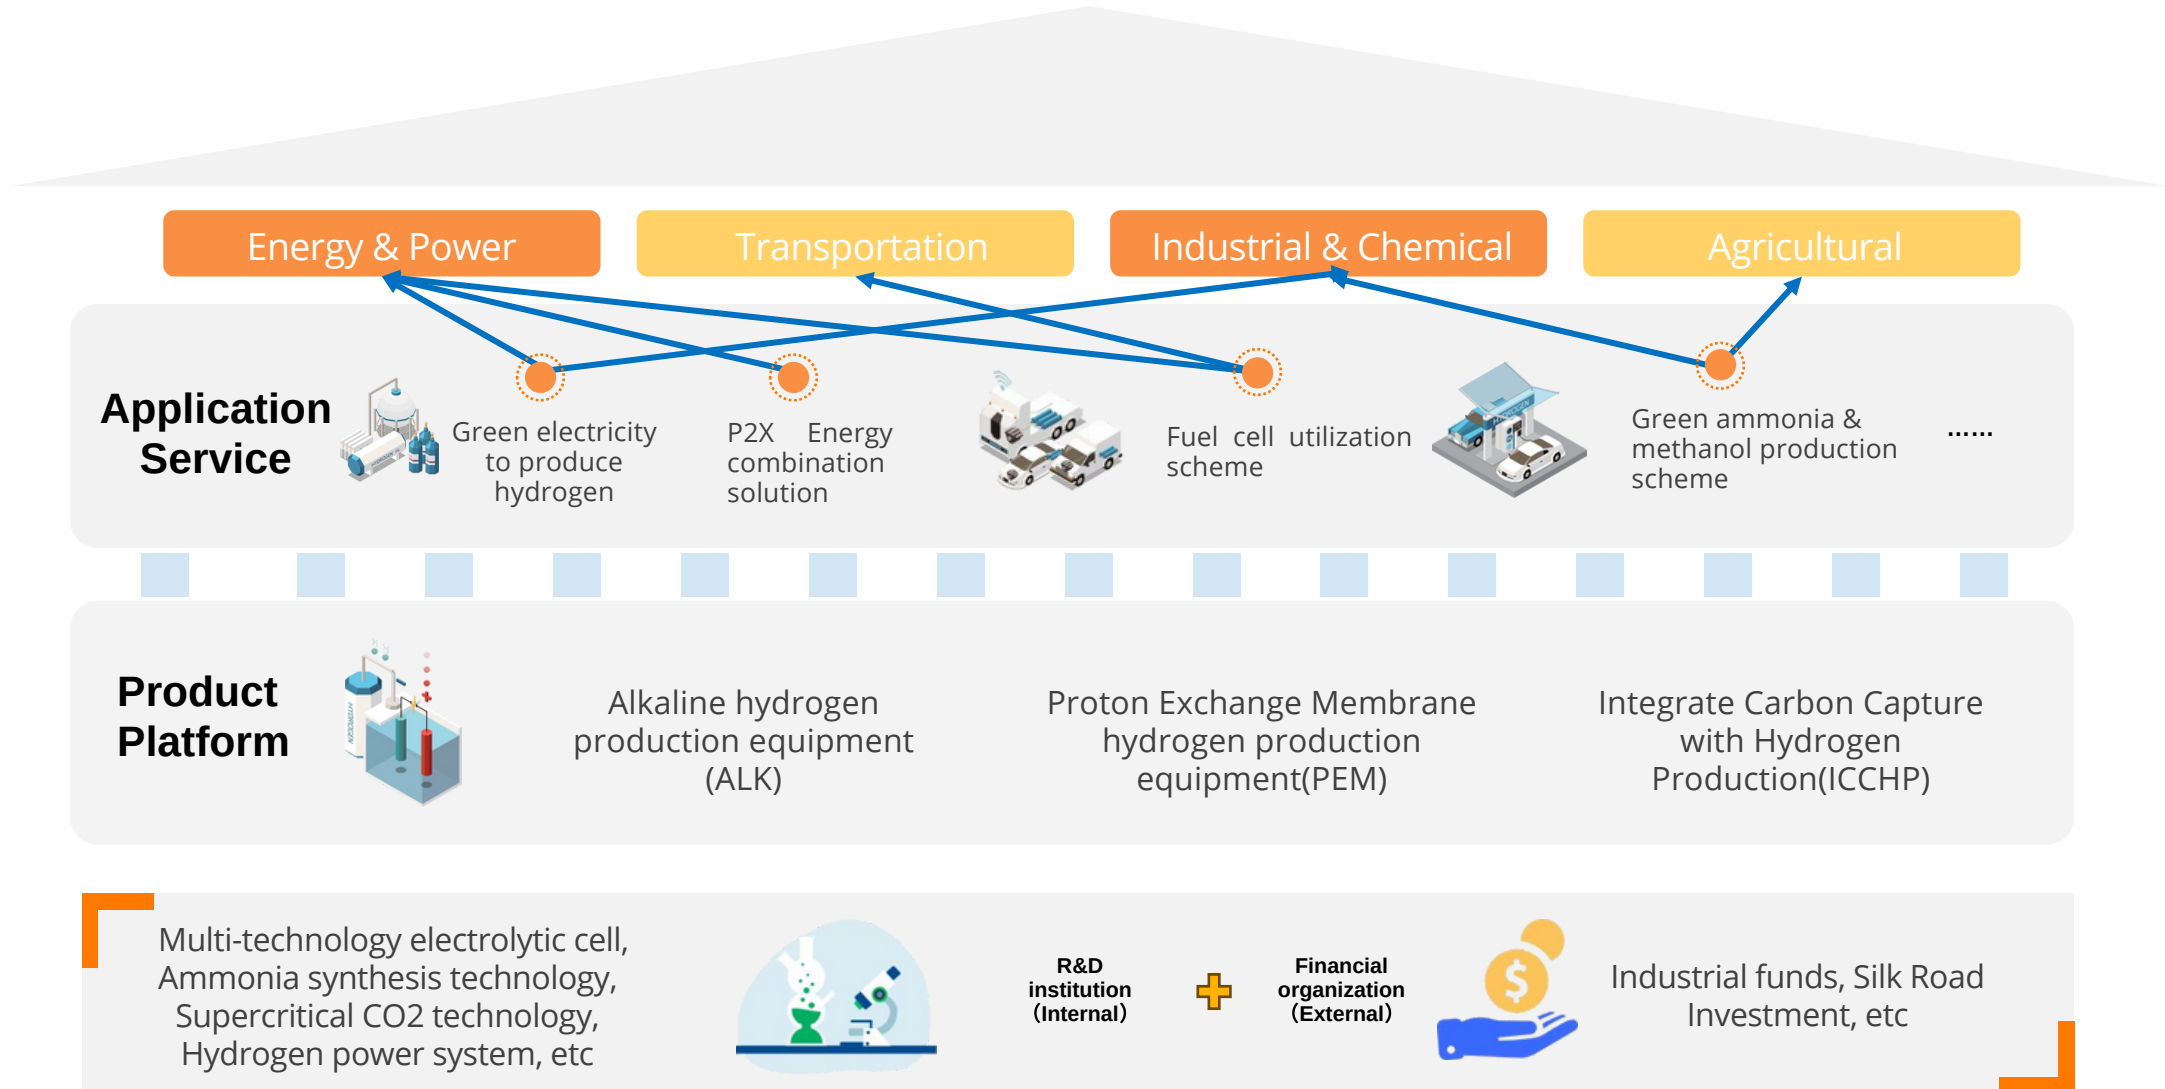 Energy & Power
Transportation
Industrial & Chemical
Agricultural
Application
Service
Green electricity
to produce
hydrogen
P2X Energy
combination
solution
Fuel cell utilization
scheme
HYDROGEN
Green ammonia &
methanol production
scheme
......
Product
Platform
HYDROGEN
Alkaline hydrogen
production equipment
(ALK)
Proton Exchange Membrane
hydrogen production
equipment(PEM)
Integrate Carbon Capture
with Hydrogen
Production(ICCHP)
Multi-technology electrolytic cell,
Ammonia synthesis technology,
Supercritical CO2 technology,
Hydrogen power system, etc
R&D
institution
（Internal）
Financial
organization
（External）
$
Industrial funds, Silk Road
Investment, etc